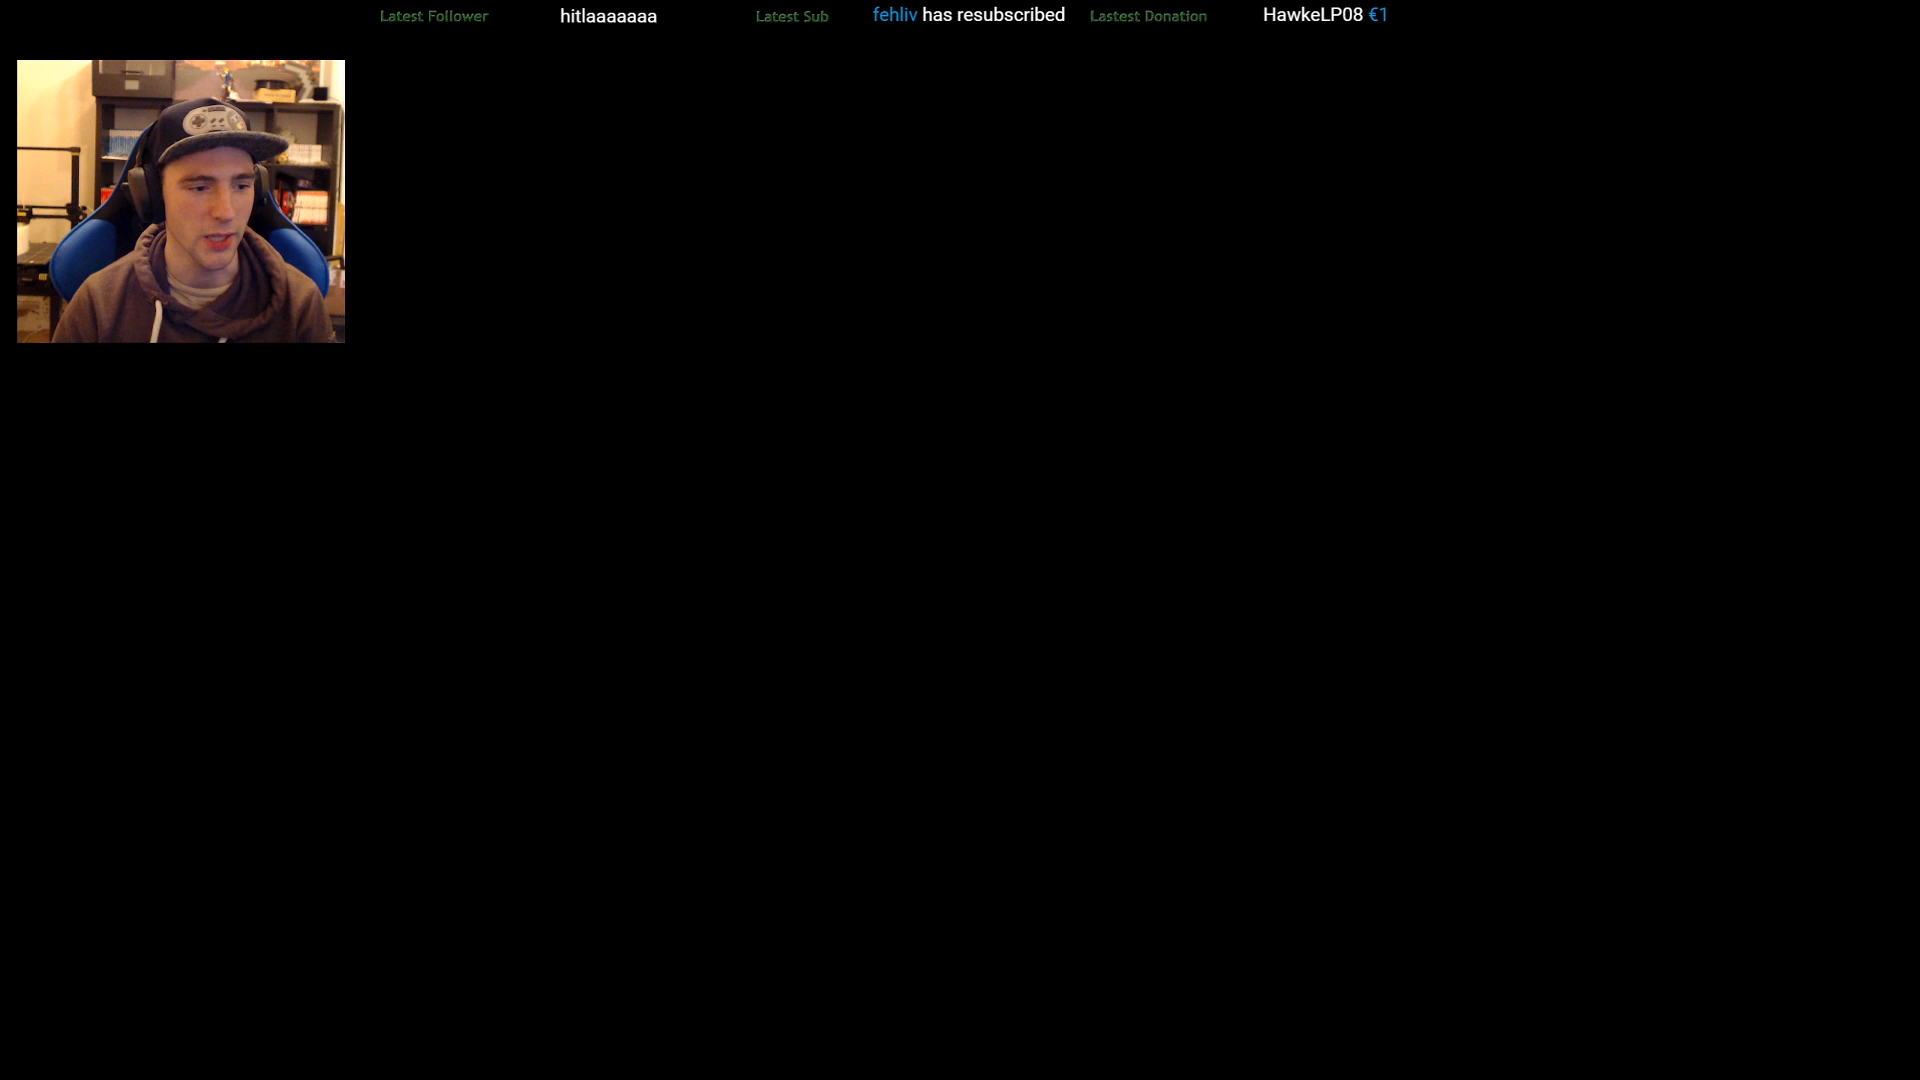 Latest Follower hitlaaaaaaa Latest Sub fehliv has resubscribed Lastest Donation HawkeLP08 €1